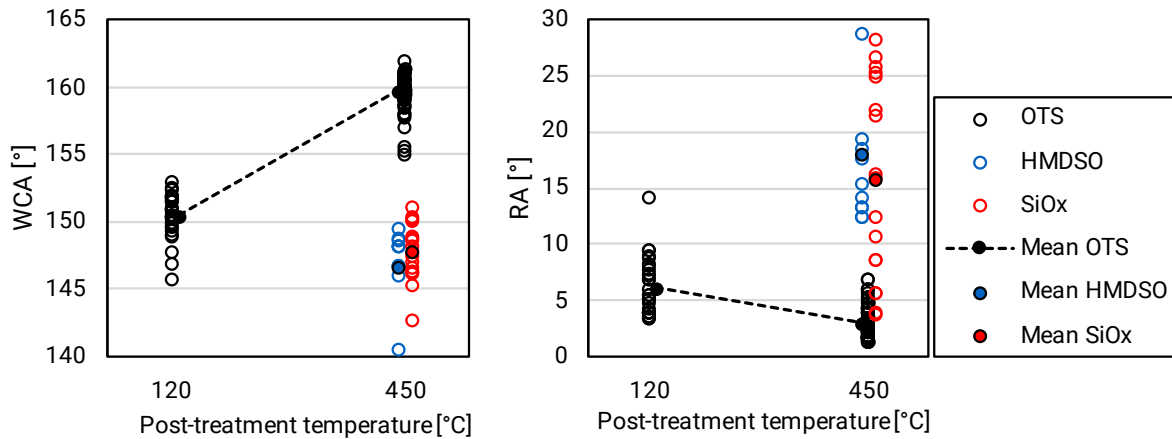 165
160
155
150
145
140
WCA [°]
120
450
Post-treatment temperature [°C]
30
25
20
15
10
5
0
RA [°]
120
450
Post-treatment temperature [°C]
OTS
HMDSO
SiOx
Mean OTS
Mean HMDSO
Mean SiOx